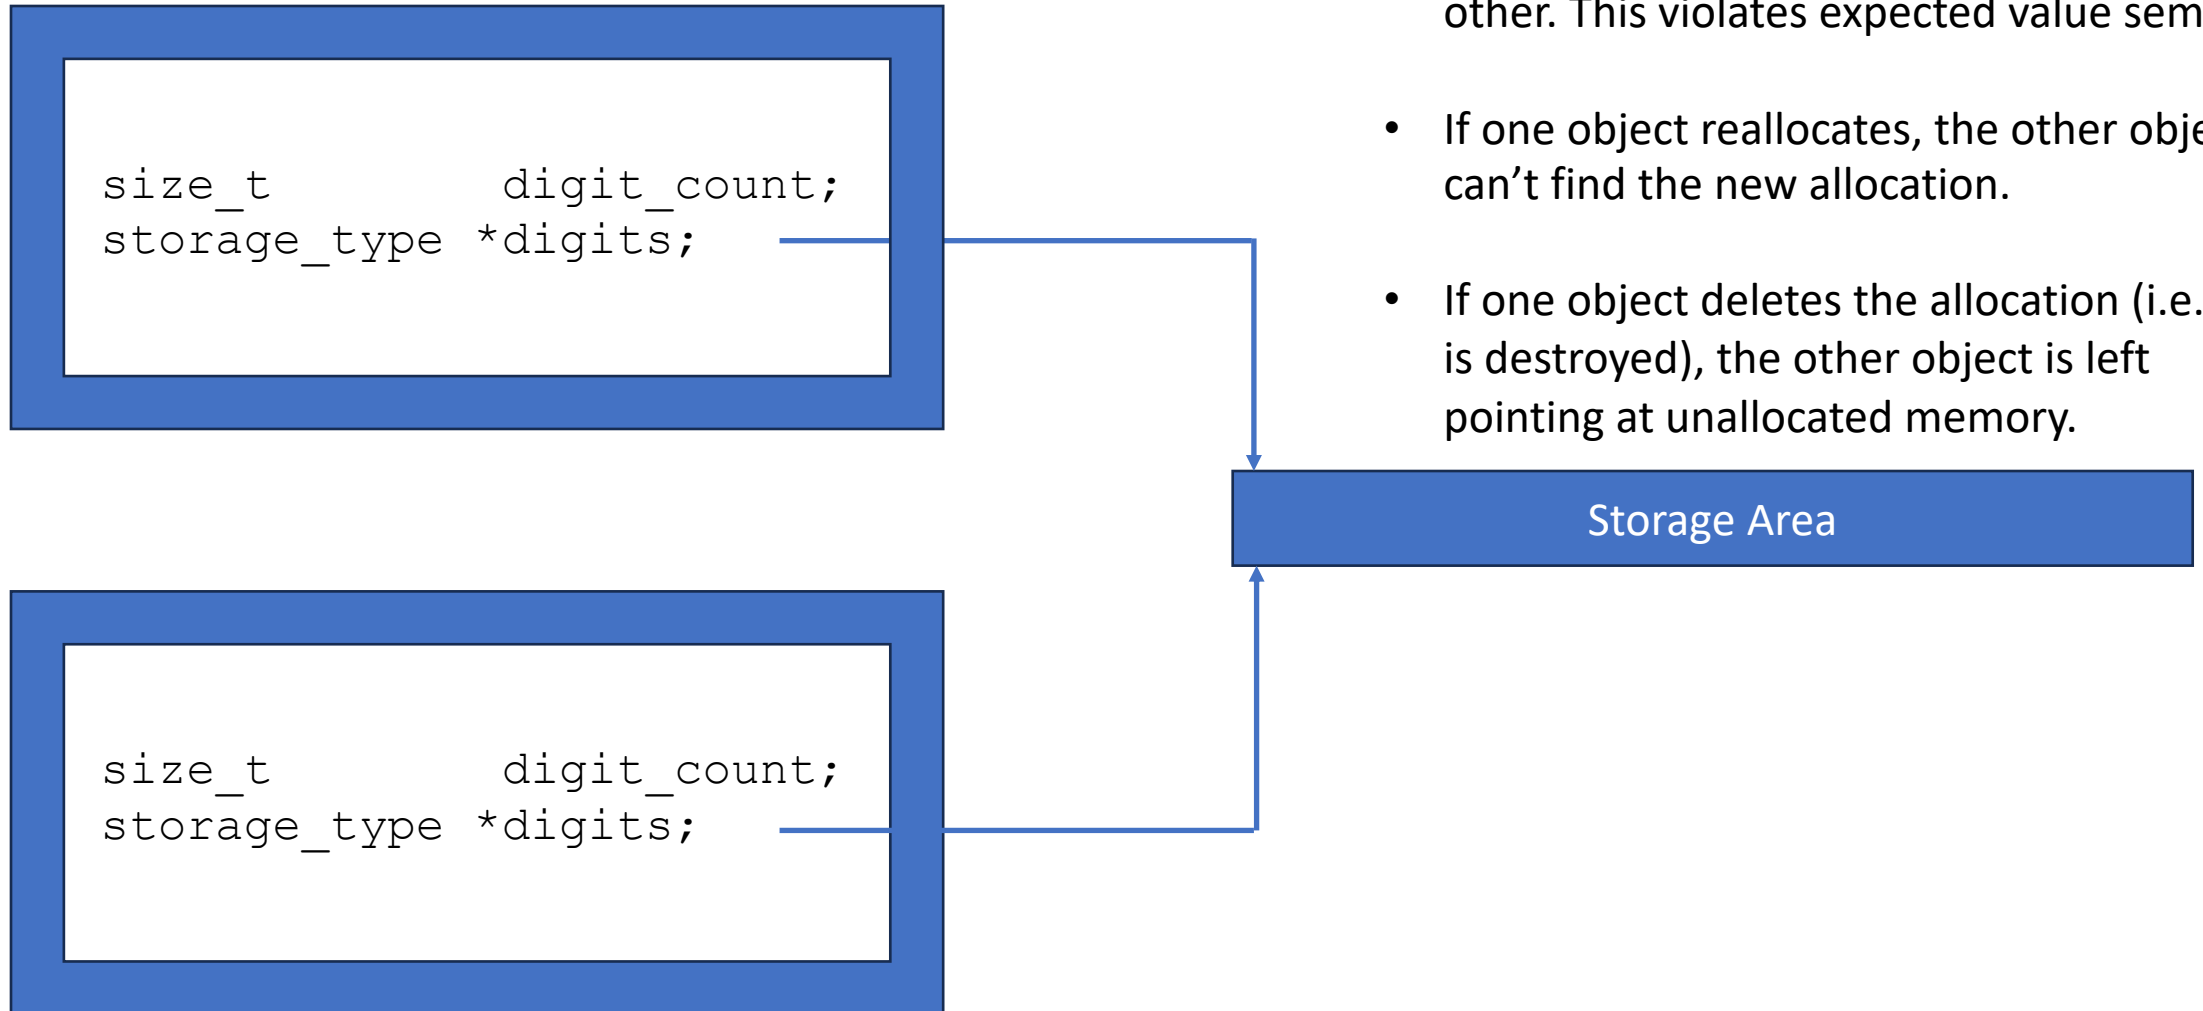 other. This violates expected value
• If one object reallocates, the other
can’t find the new allocation.
• If one object deletes the allocation (i.e.
is destroyed), the other object is left
pointing at unallocated memory.
size_t digit_count;
storage_type *digits;
Storage Area
size_t digit_count;
storage_type *digits;